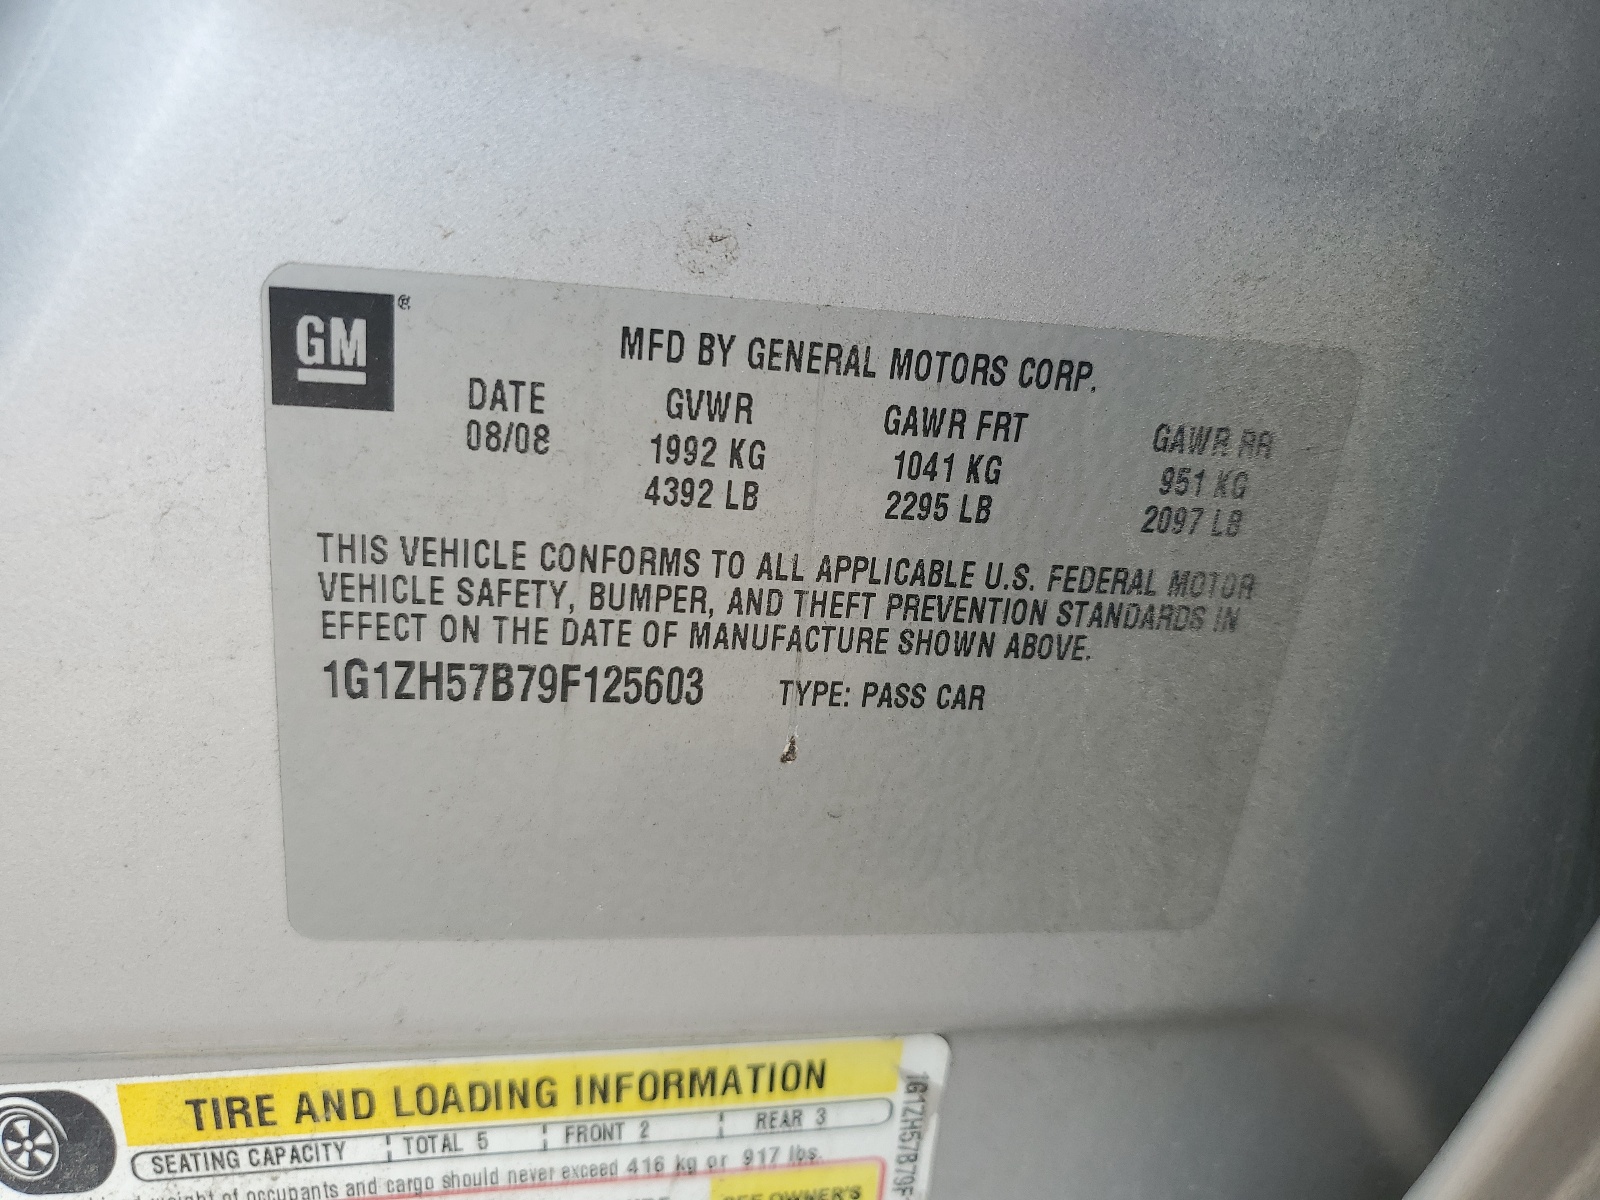 GM®
MFD BY GENERAL MOTORS CORP.
DATE GVWR GAWR FRT GAWR RR
08/08 1992 KG 1041 KG 951 KG
4392 LB 2295 LB 2097 LB
THIS VEHICLE CONFORMS TO ALL APPLICABLE U.S. FEDERAL MOTOR
VEHICLE SAFETY, BUMPER, AND THEFT PREVENTION STANDARDS IN
EFFECT ON THE DATE OF MANUFACTURE SHOWN ABOVE.
1G1ZH57B79F125603 TYPE: PASS CAR
TIRE AND LOADING INFORMATION
SEATING CAPACITY TOTAL 5 FRONT 2 REAR 3
weight of occupants and cargo should never exceed 416 kg or 917 lbs.
SEE OWNER'S
1G1ZH57B79F